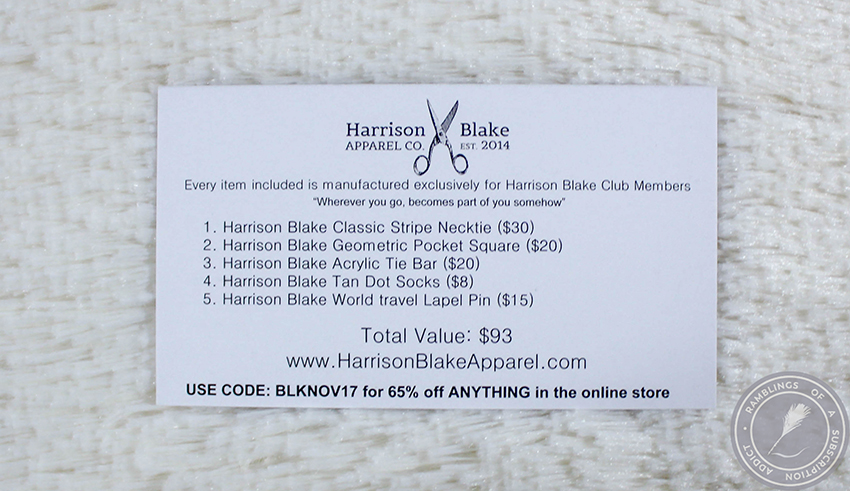 Harrison Blake
APPAREL CO. EST. 2014
Every item included is manufactured exclusively for Harrison Blake Club Members
"Wherever you go, becomes part of you somehow"
1. Harrison Blake Classic Stripe Necktie ($30)
2. Harrison Blake Geometric Pocket Square ($20)
3. Harrison Blake Acrylic Tie Bar ($20)
4. Harrison Blake Tan Dot Socks ($8)
5. Harrison Blake World travel Lapel Pin ($15)
Total Value: $93
www.HarrisonBlakeApparel.com
USE CODE: BLKNOV17 for 65% off ANYTHING in the online store
RAMBLINGS OF A SUBSCRIPTION ADDICT